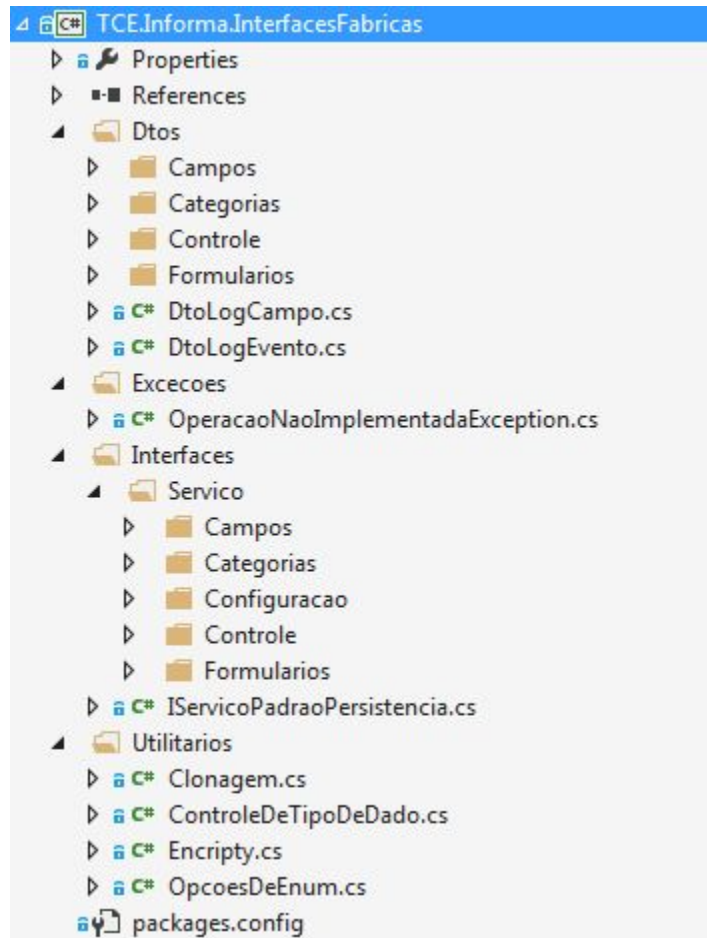 C# TCE.Informa.InterfacesFabricas
Properties
References
Dtos
Campos
Categorias
Controle
Formularios
C# DtoLogCampo.cs
C# DtoLogEvento.cs
Excecoes
C# OperacaoNaoImplementadaException.cs
Interfaces
Servico
Campos
Categorias
Configuracao
Controle
Formularios
C# IServicoPadraoPersistencia.cs
Utilitarios
C# Clonagem.cs
C# ControleDeTipoDeDado.cs
C# Encripty.cs
C# OpcoesDeEnum.cs
packages.config